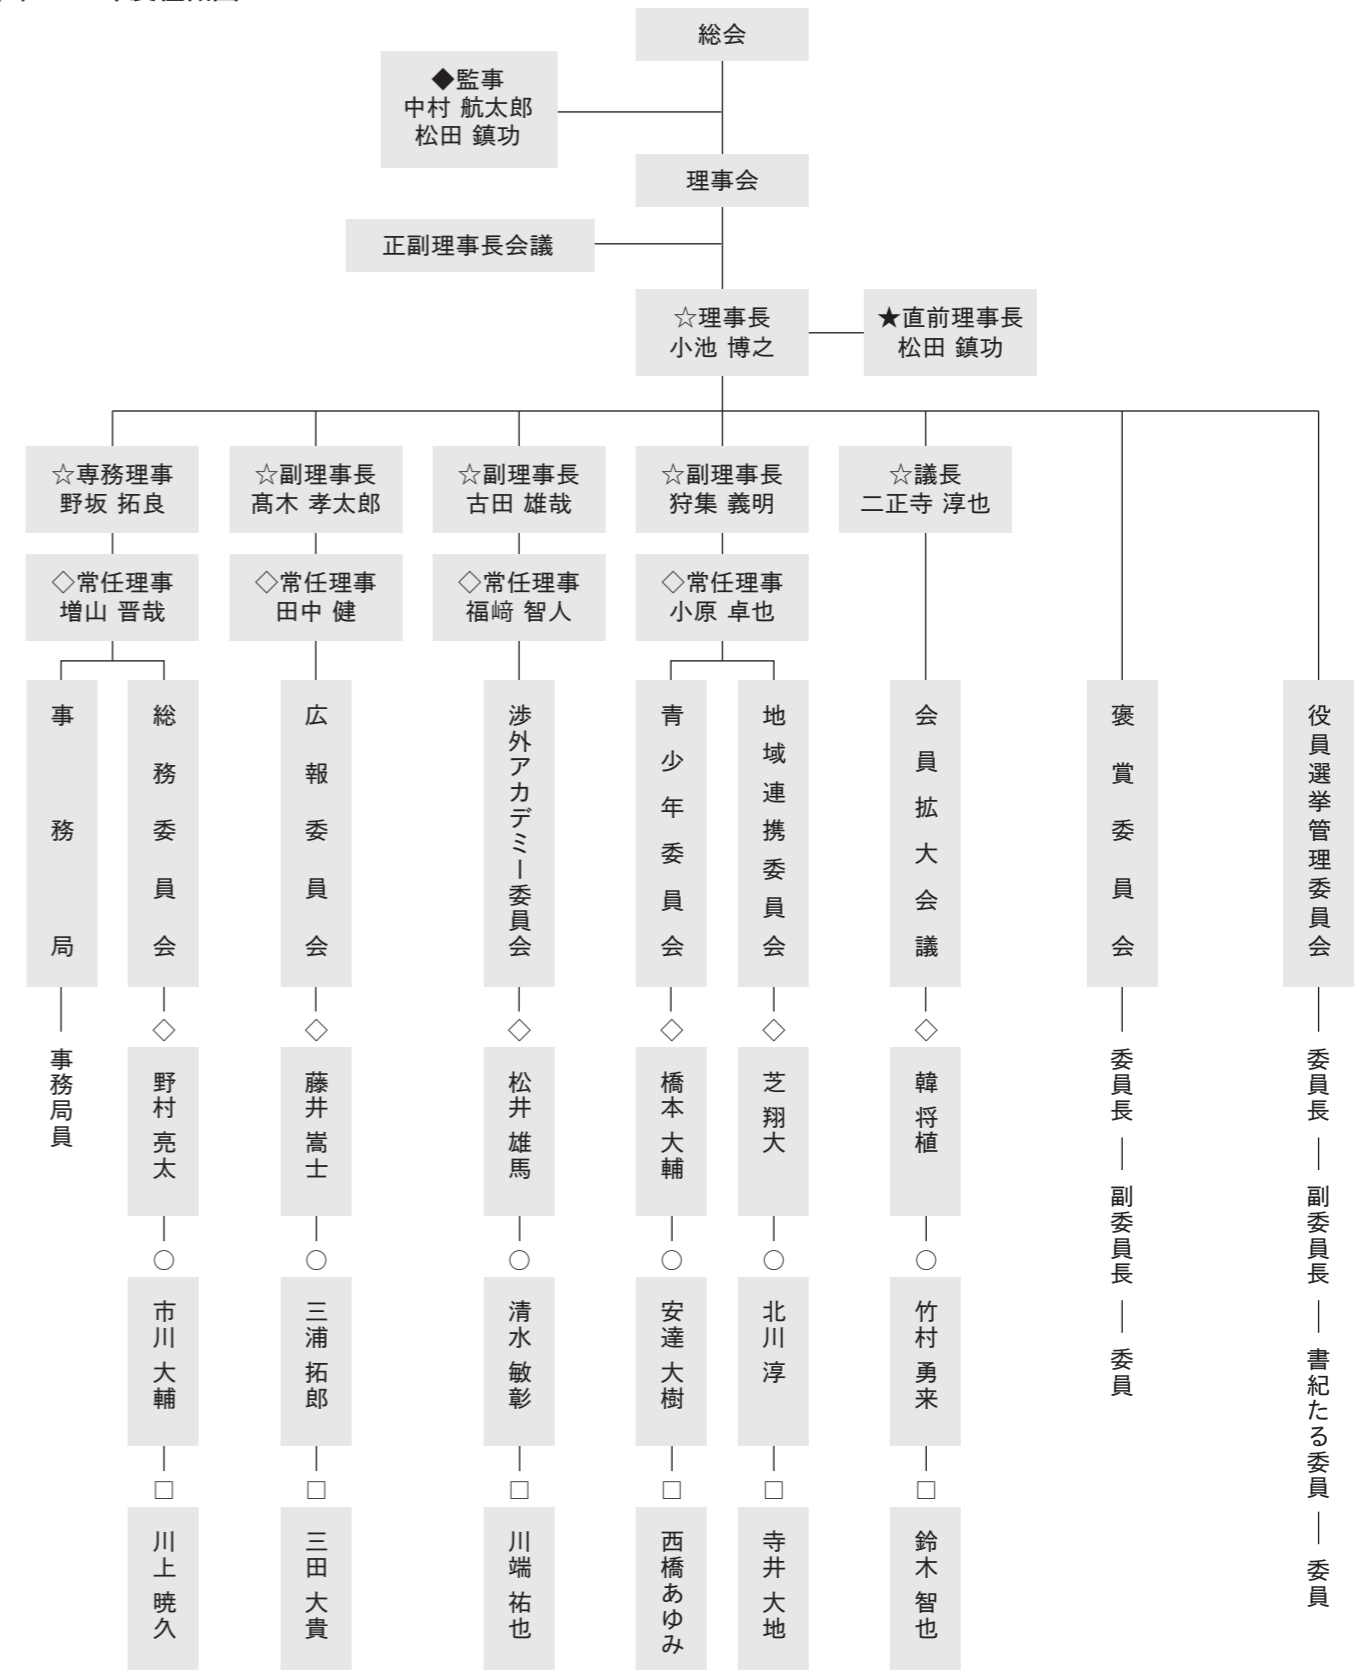 総会
◆監事
中村 航太郎
松田 鎮功
理事会
正副理事長会議
☆理事長
小池 博之
★直前理事長
松田 鎮功
☆専務理事
野坂 拓良
☆副理事長
髙木 孝太郎
☆副理事長
古田 雄哉
☆副理事長
狩集 義明
☆議長
二正寺 淳也
◇常任理事
増山 晋哉
◇常任理事
田中 健
◇常任理事
福﨑 智人
◇常任理事
小原 卓也
事務局
総務委員会
広報委員会
渉外アカデミー委員会
青少年委員会
地域連携委員会
会員拡大会議
褒賞委員会
役員選挙管理委員会
事務局員
◇
野村 亮太
◇
藤井 嵩士
◇
松井 雄馬
◇
橋本 大輔
◇
芝 翔大
◇
韓 将植
○
市川 大輔
○
三浦 拓郎
○
清水 敏彰
○
安達 大樹
○
北川 淳
○
竹村 勇来
□
川上 暁久
□
三田 大貴
□
川端 祐也
□
西橋あゆみ
□
寺井 大地
□
鈴木 智也
委員長
副委員長
委員
委員長
副委員長
書紀たる委員
委員